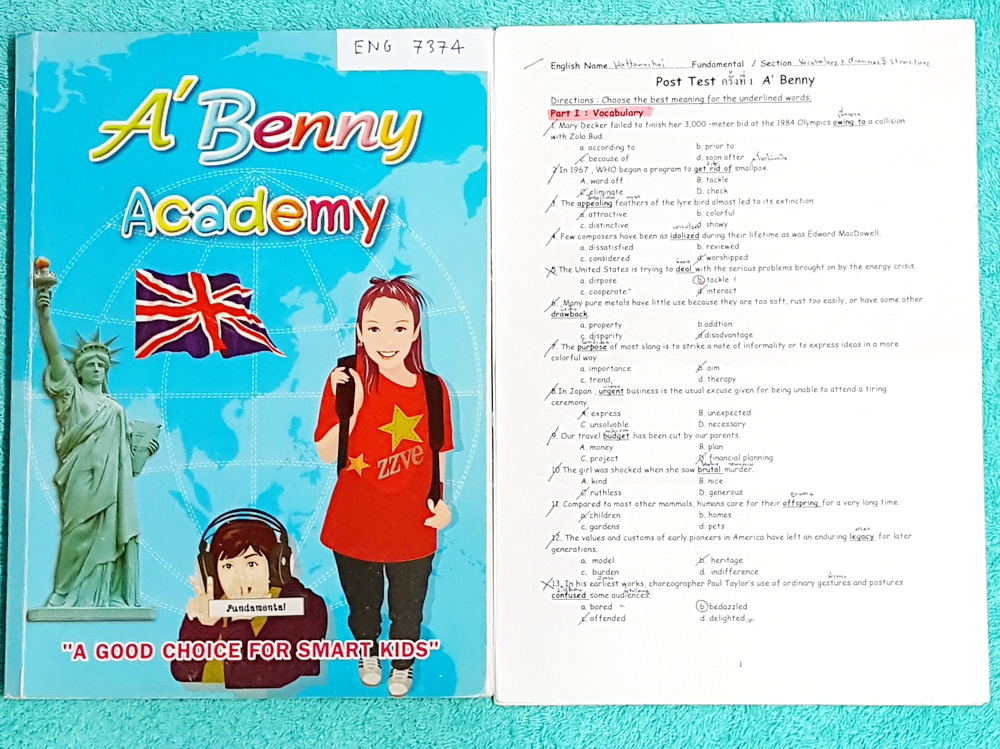 ENG 7374
A' Benny
Academy
zzve
Fundamental
"A GOOD CHOICE FOR SMART KIDS"
English Name Fundamental / Section Vocabulary & Grammar & Structure
Post Test ครั้งที่ 1 A' Benny
Directions : Choose the best meaning for the underlined words.
Part I : Vocabulary
1. Mary Decker failed to finish her 3,000 -meter bid at the 1984 Olympics owing to a collision
with Zola Bud.
a. according to b. prior to
c. because of d. soon after
2. In 1967 , WHO began a program to get rid of smallpox.
A. ward off B. tackle
C. eliminate D. check
3. The appealing feathers of the lyre bird almost led to its extinction.
a. attractive b. colorful
c. distinctive d. showy
4. Few composers have been as idolized during their lifetime as was Edward MacDowell.
a. dissatisfied b. reviewed
c. considered d. worshipped
5. The United States is trying to deal with the serious problems brought on by the energy crisis.
a. dispose b. tackle
c. cooperate d. interact
6. Many pure metals have little use because they are too soft, rust too easily, or have some other
drawback.
a. property b. addtion
c. disparity d. disadvantage
7. The purpose of most slang is to strike a note of informality or to express ideas in a more
colorful way.
a. importance b. aim
c. trend, d. therapy
8. In Japan , urgent business is the usual excuse given for being unable to attend a tiring
ceremony.
A. express B. unexpected
C. unsolvable D. necessary
9. Our travel budget has been cut by our parents.
A. money B. plan
C. project D. financial planning
10. The girl was shocked when she saw brutal murder.
A. kind B. nice
C. ruthless D. generous
11. Compared to most other mammals, humans care for their offspring for a very long time.
a. children b. homes
c. gardens d. pets
12. The values and customs of early pioneers in America have left an enduring legacy for later
generations.
a. model b. heritage
c. burden d. indifference
13. In his earliest works, choreographer Paul Taylor's use of ordinary gestures and postures
confused some audiences.
a. bored b. bedazzled
c. offended d. delighted
1